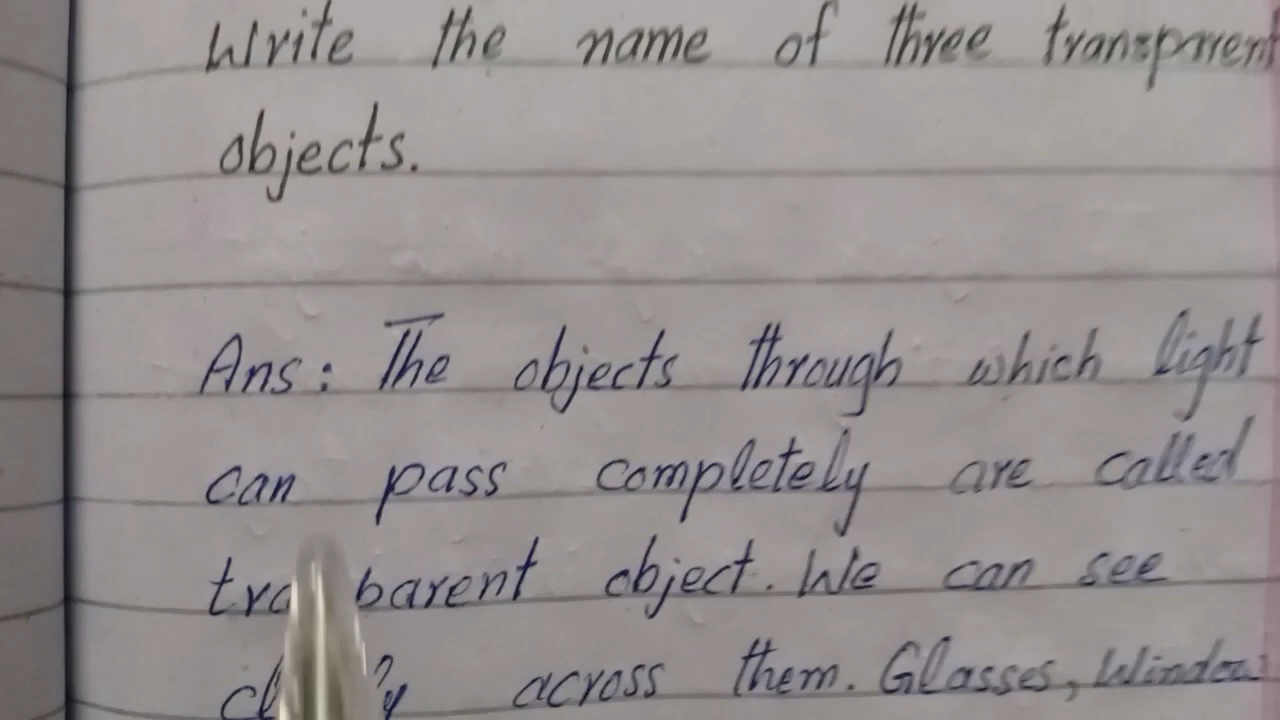 Write the name of three transparent
objects.
Ans: The objects through which light
can pass completely are called
object. We can see
across them. Glasses, Window